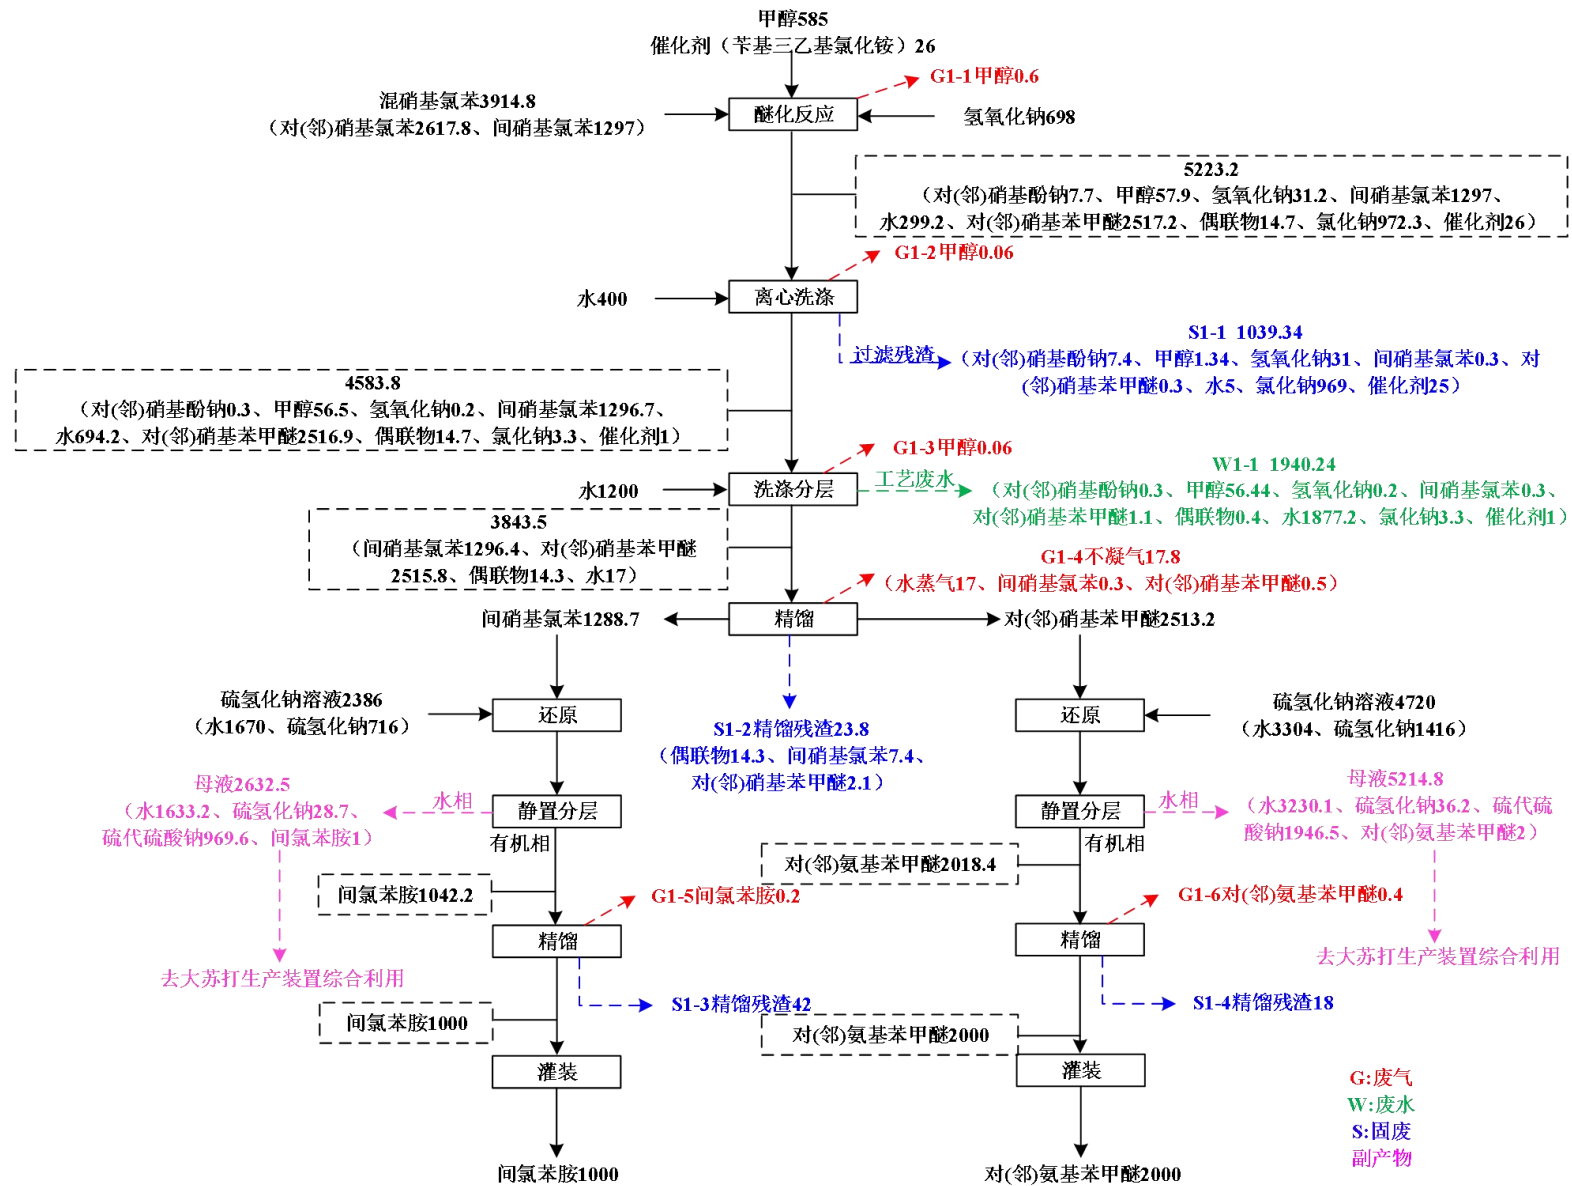 甲醇585
催化剂（苄基三乙基氯化铵）26
G1-1甲醇0.6
混硝基氯苯3914.8
（对(邻)硝基氯苯2617.8、间硝基氯苯1297）
醚化反应
氢氧化钠698
5223.2
（对(邻)硝基酚钠7.7、甲醇57.9、氢氧化钠31.2、间硝基氯苯1297、
水299.2、对(邻)硝基苯甲醚2517.2、偶联物14.7、氯化钠972.3、催化剂26）
G1-2甲醇0.06
水400
离心洗涤
过滤残渣
S1-1 1039.34
（对(邻)硝基酚钠7.4、甲醇1.34、氢氧化钠31、间硝基氯苯0.3、对
(邻)硝基苯甲醚0.3、水5、氯化钠969、催化剂25）
4583.8
（对(邻)硝基酚钠0.3、甲醇56.5、氢氧化钠0.2、间硝基氯苯1296.7、
水694.2、对(邻)硝基苯甲醚2516.9、偶联物14.7、氯化钠3.3、催化剂1）
G1-3甲醇0.06
水1200
洗涤分层
工艺废水
W1-1 1940.24
（对(邻)硝基酚钠0.3、甲醇56.44、氢氧化钠0.2、间硝基氯苯0.3、
对(邻)硝基苯甲醚1.1、偶联物0.4、水1877.2、氯化钠3.3、催化剂1）
3843.5
（间硝基氯苯1296.4、对(邻)硝基苯甲醚
2515.8、偶联物14.3、水17）
G1-4不凝气17.8
（水蒸气17、间硝基氯苯0.3、对(邻)硝基苯甲醚0.5）
间硝基氯苯1288.7
精馏
对(邻)硝基苯甲醚2513.2
硫氢化钠溶液2386
（水1670、硫氢化钠716）
还原
S1-2精馏残渣23.8
（偶联物14.3、间硝基氯苯7.4、
对(邻)硝基苯甲醚2.1）
还原
硫氢化钠溶液4720
（水3304、硫氢化钠1416）
母液2632.5
（水1633.2、硫氢化钠28.7、
硫代硫酸钠969.6、间氯苯胺1）
水相
静置分层
有机相
静置分层
水相
有机相
母液5214.8
（水3230.1、硫氢化钠36.2、硫代硫
酸钠1946.5、对(邻)氨基苯甲醚2）
间氯苯胺1042.2
G1-5间氯苯胺0.2
对(邻)氨基苯甲醚2018.4
G1-6对(邻)氨基苯甲醚0.4
精馏
精馏
去大苏打生产装置综合利用
去大苏打生产装置综合利用
S1-3精馏残渣42
S1-4精馏残渣18
间氯苯胺1000
对(邻)氨基苯甲醚2000
灌装
灌装
间氯苯胺1000
对(邻)氨基苯甲醚2000
G:废气
W:废水
S:固废
副产物